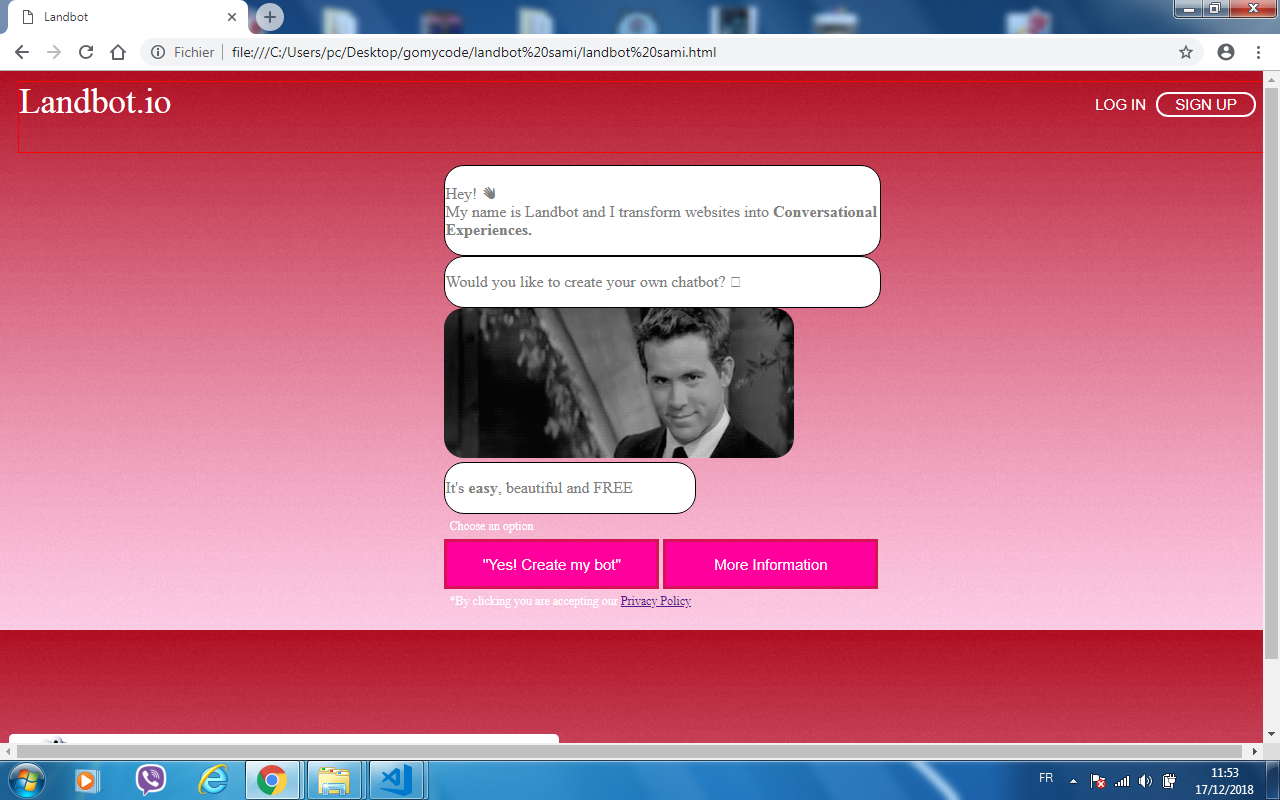 Landbot
Fichier
file:///C:/Users/pc/Desktop/gomycode/landbot%20sami/landbot%20sami.html
Landbot.io
LOG IN
SIGN UP
Hey! 👋
My name is Landbot and I transform websites into Conversational
Experiences.
Would you like to create your own chatbot? □
It's easy, beautiful and FREE
Choose an option
"Yes! Create my bot"
More Information
*By clicking you are accepting our Privacy Policy
FR
11:53
17/12/2018